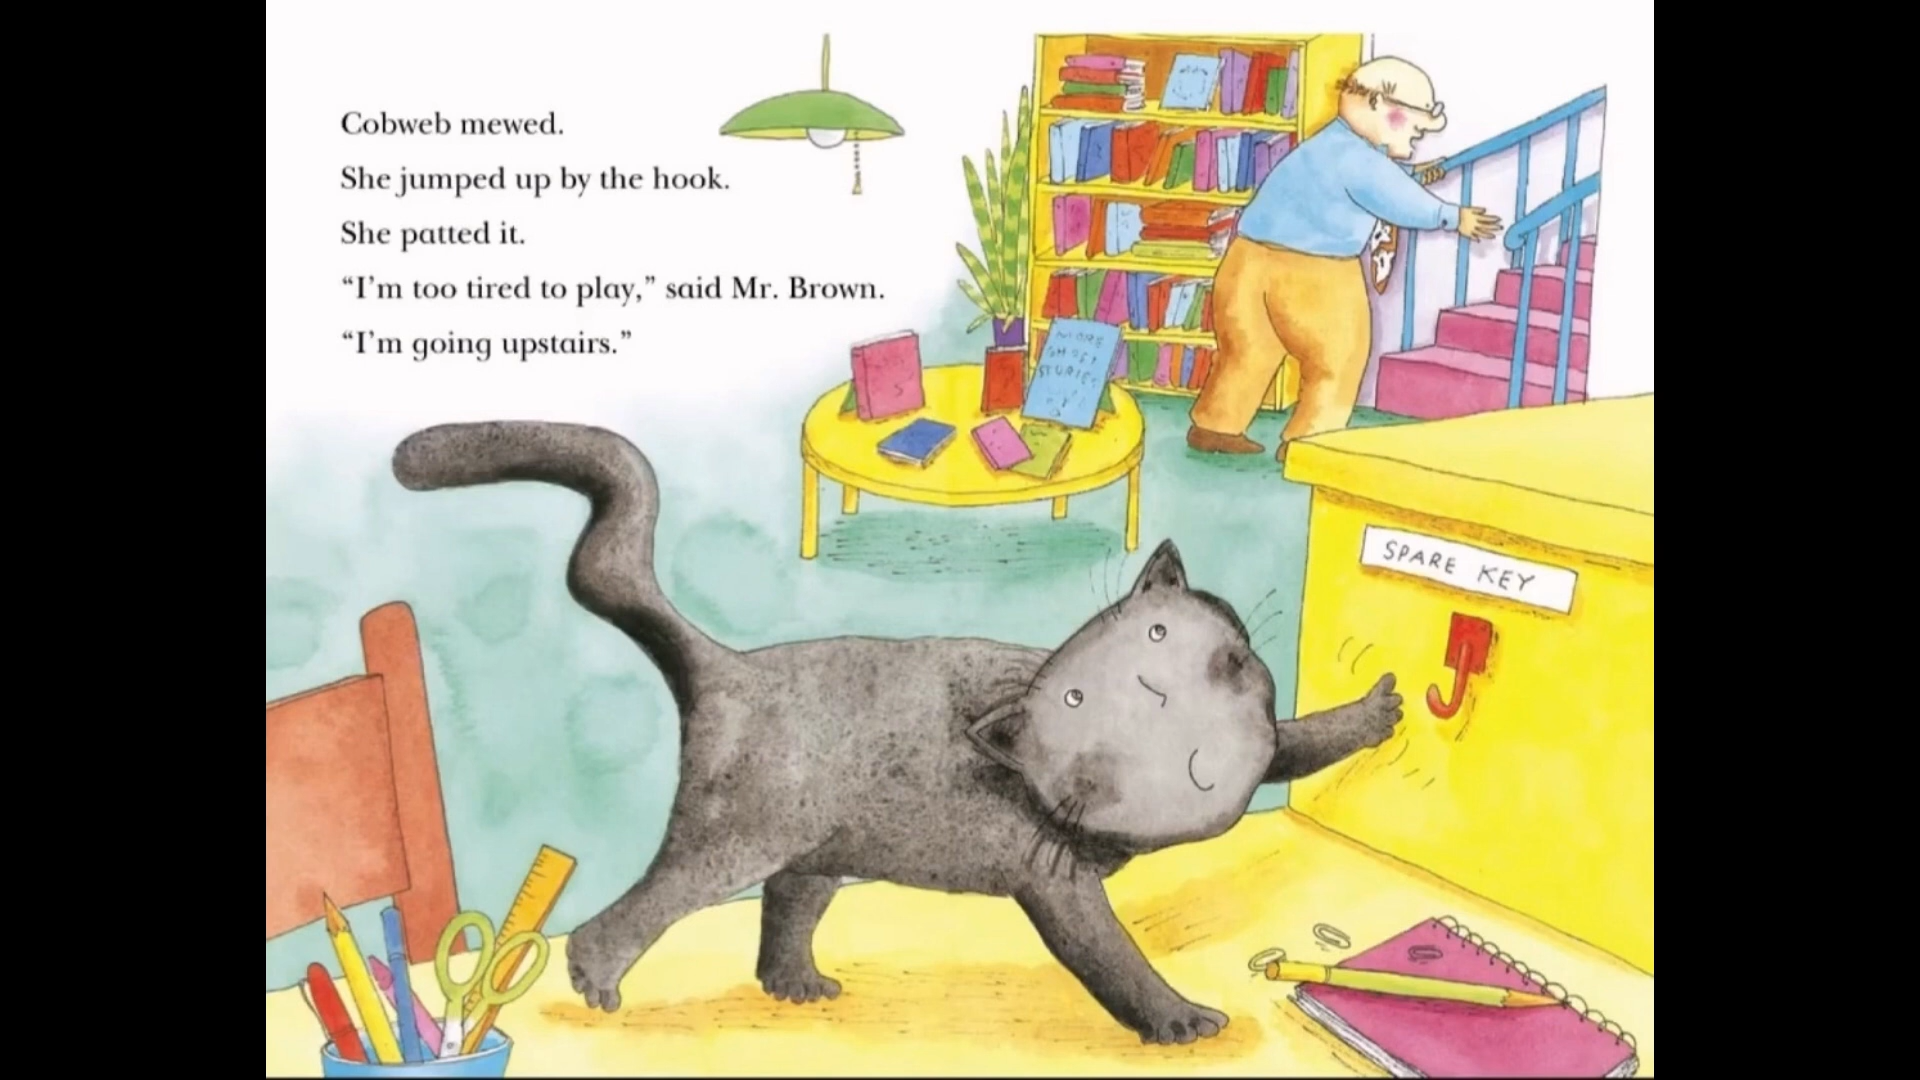 Cobweb mewed.
She jumped up by the hook.
She patted it.
“I’m too tired to play,” said Mr. Brown.
“I’m going upstairs.”
MORE
GHOST
STORIES
SPARE KEY